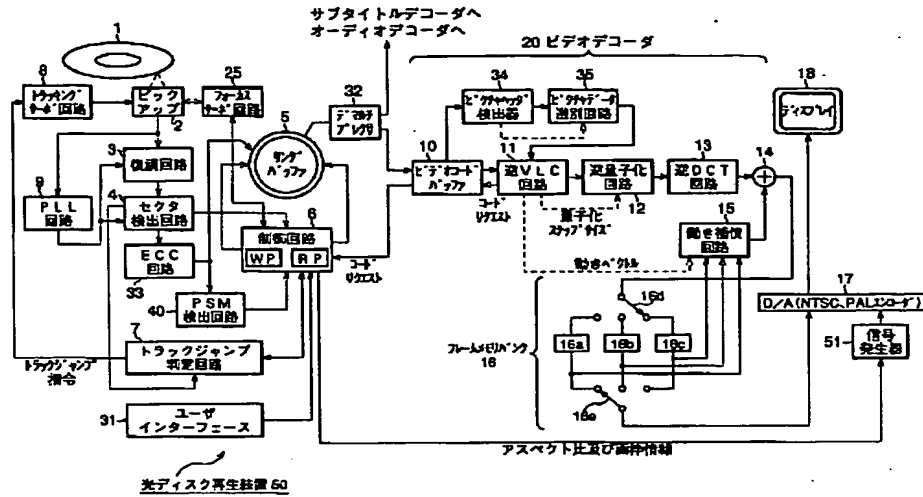 サブタイトルデコーダへ
オーディオデコーダへ
20 ビデオデコーダ
1
8
トラッキング
サーボ回路
ピック
アップ
2
25
フォーカス
サーボ回路
5
リングバッファ
32
デマルチ
プレクサ
34
ピクチャヘッダ
検出器
35
ピクチャデータ
選別回路
18
ディスプレイ
3
復調回路
9
PLL
回路
4
セクタ
検出回路
ECC
回路
33
6
制御回路
WP
RP
10
ビデオコード
バッファ
11
逆VLC
回路
逆量子化
回路
12
13
逆DCT
回路
14
コード
リクエスト
量子化
ステップサイズ
15
動き補償
回路
動きベクトル
コード
リクエスト
PSM
検出回路
40
7
トラックジャンプ
判定回路
トラックジャンプ
指令
31
ユーザ
インターフェース
フレームメモリバンク
16
16d
16a
16b
16c
16e
17
D/A(NTSC、PALエンコーダ)
51
信号
発生器
アスペクト比及び画枠情報
光ディスク再生装置 50